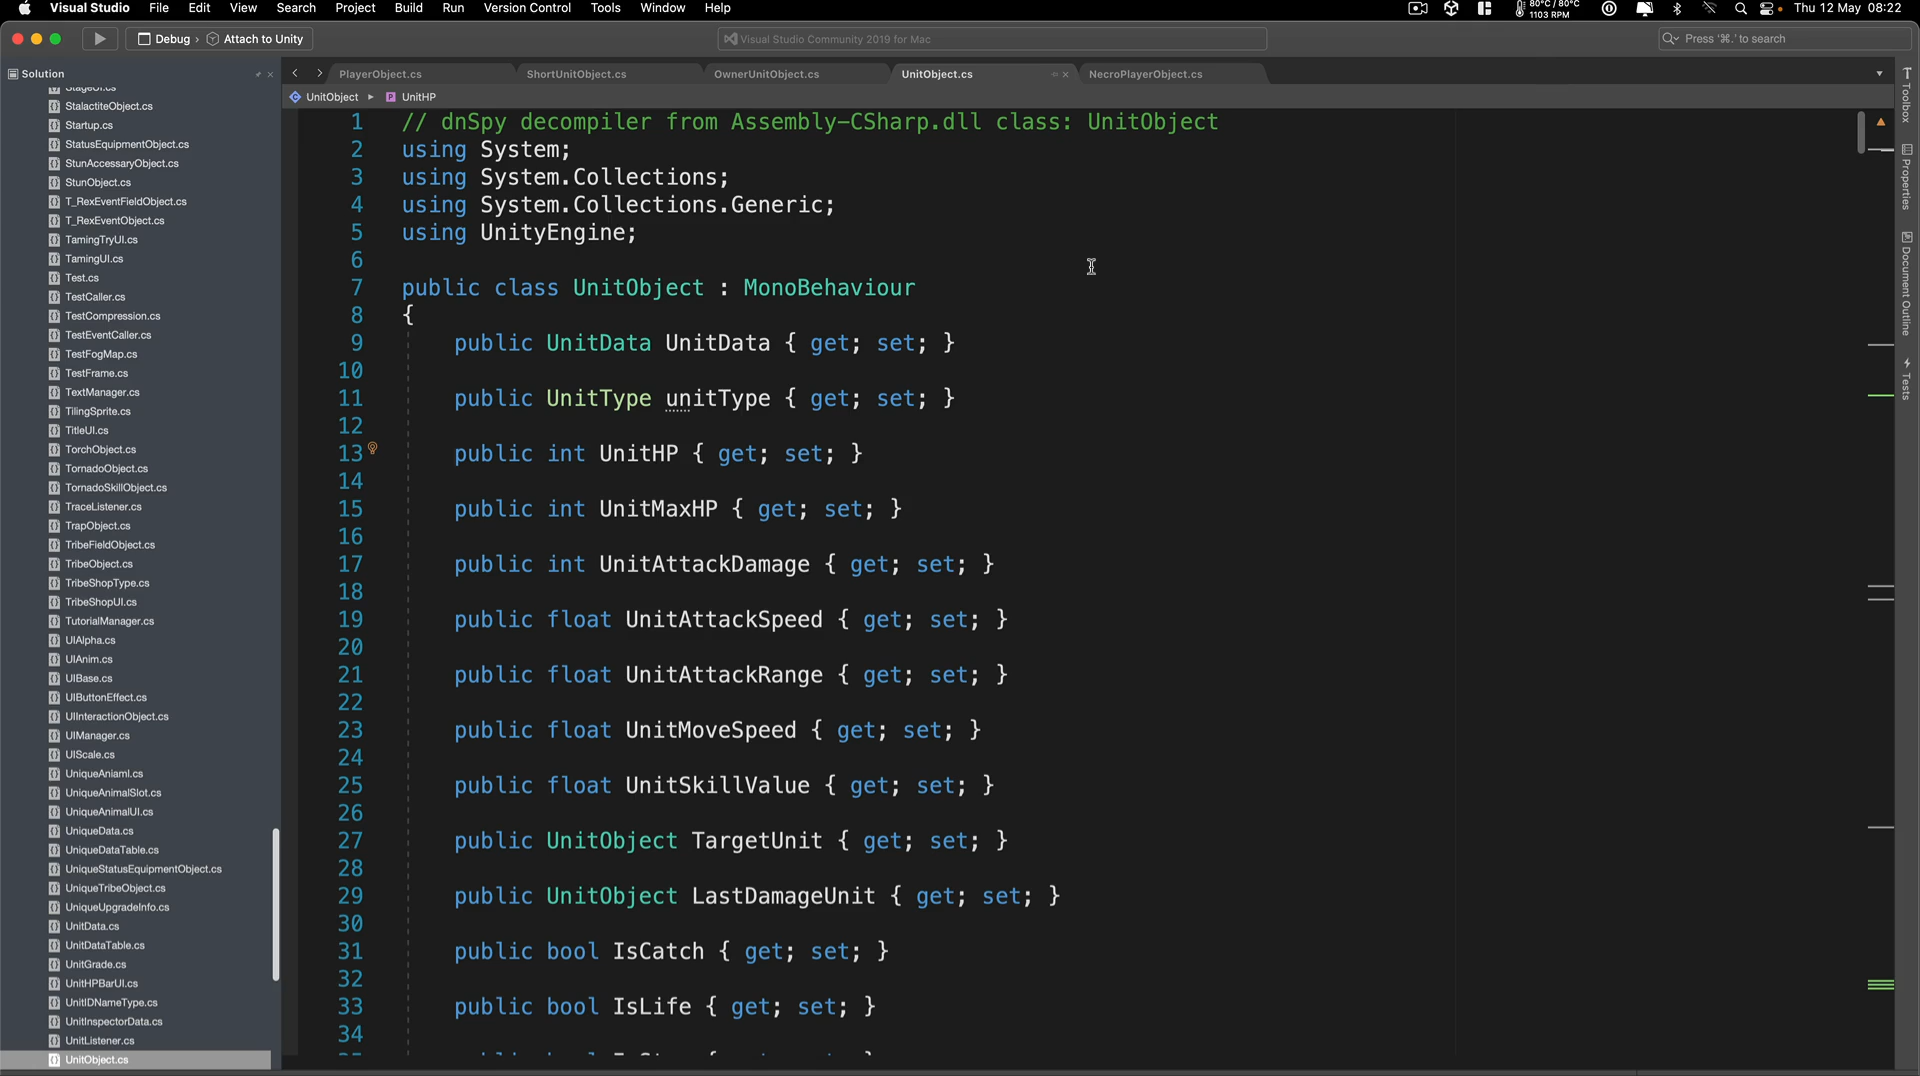 Visual Studio File Edit View Search Project Build Run Version Control Tools Window Help 80°C / 80°C 1103 RPM Thu 12 May 08:22
Debug › Attach to Unity Visual Studio Community 2019 for Mac Press '⌘.' to search
Solution
PlayerObject.cs ShortUnitObject.cs OwnerUnitObject.cs UnitObject.cs NecroPlayerObject.cs
UnitObject UnitHP
StageUI.cs
StalactiteObject.cs
Startup.cs
StatusEquipmentObject.cs
StunAccessaryObject.cs
StunObject.cs
T_RexEventFieldObject.cs
T_RexEventObject.cs
TamingTryUI.cs
TamingUI.cs
Test.cs
TestCaller.cs
TestCompression.cs
TestEventCaller.cs
TestFogMap.cs
TestFrame.cs
TextManager.cs
TilingSprite.cs
TitleUI.cs
TorchObject.cs
TornadoObject.cs
TornadoSkillObject.cs
TraceListener.cs
TrapObject.cs
TribeFieldObject.cs
TribeObject.cs
TribeShopType.cs
TribeShopUI.cs
TutorialManager.cs
UIAlpha.cs
UIAnim.cs
UIBase.cs
UIButtonEffect.cs
UIInteractionObject.cs
UIManager.cs
UIScale.cs
UniqueAniaml.cs
UniqueAnimalSlot.cs
UniqueAnimalUI.cs
UniqueData.cs
UniqueDataTable.cs
UniqueStatusEquipmentObject.cs
UniqueTribeObject.cs
UniqueUpgradeInfo.cs
UnitData.cs
UnitDataTable.cs
UnitGrade.cs
UnitHPBarUI.cs
UnitIDNameType.cs
UnitInspectorData.cs
UnitListener.cs
UnitObject.cs
1 // dnSpy decompiler from Assembly-CSharp.dll class: UnitObject
2 using System;
3 using System.Collections;
4 using System.Collections.Generic;
5 using UnityEngine;
6
7 public class UnitObject : MonoBehaviour
8 {
9 public UnitData UnitData { get; set; }
10
11 public UnitType unitType { get; set; }
12
13 public int UnitHP { get; set; }
14
15 public int UnitMaxHP { get; set; }
16
17 public int UnitAttackDamage { get; set; }
18
19 public float UnitAttackSpeed { get; set; }
20
21 public float UnitAttackRange { get; set; }
22
23 public float UnitMoveSpeed { get; set; }
24
25 public float UnitSkillValue { get; set; }
26
27 public UnitObject TargetUnit { get; set; }
28
29 public UnitObject LastDamageUnit { get; set; }
30
31 public bool IsCatch { get; set; }
32
33 public bool IsLife { get; set; }
34
Toolbox
Properties
Document Outline
Tests